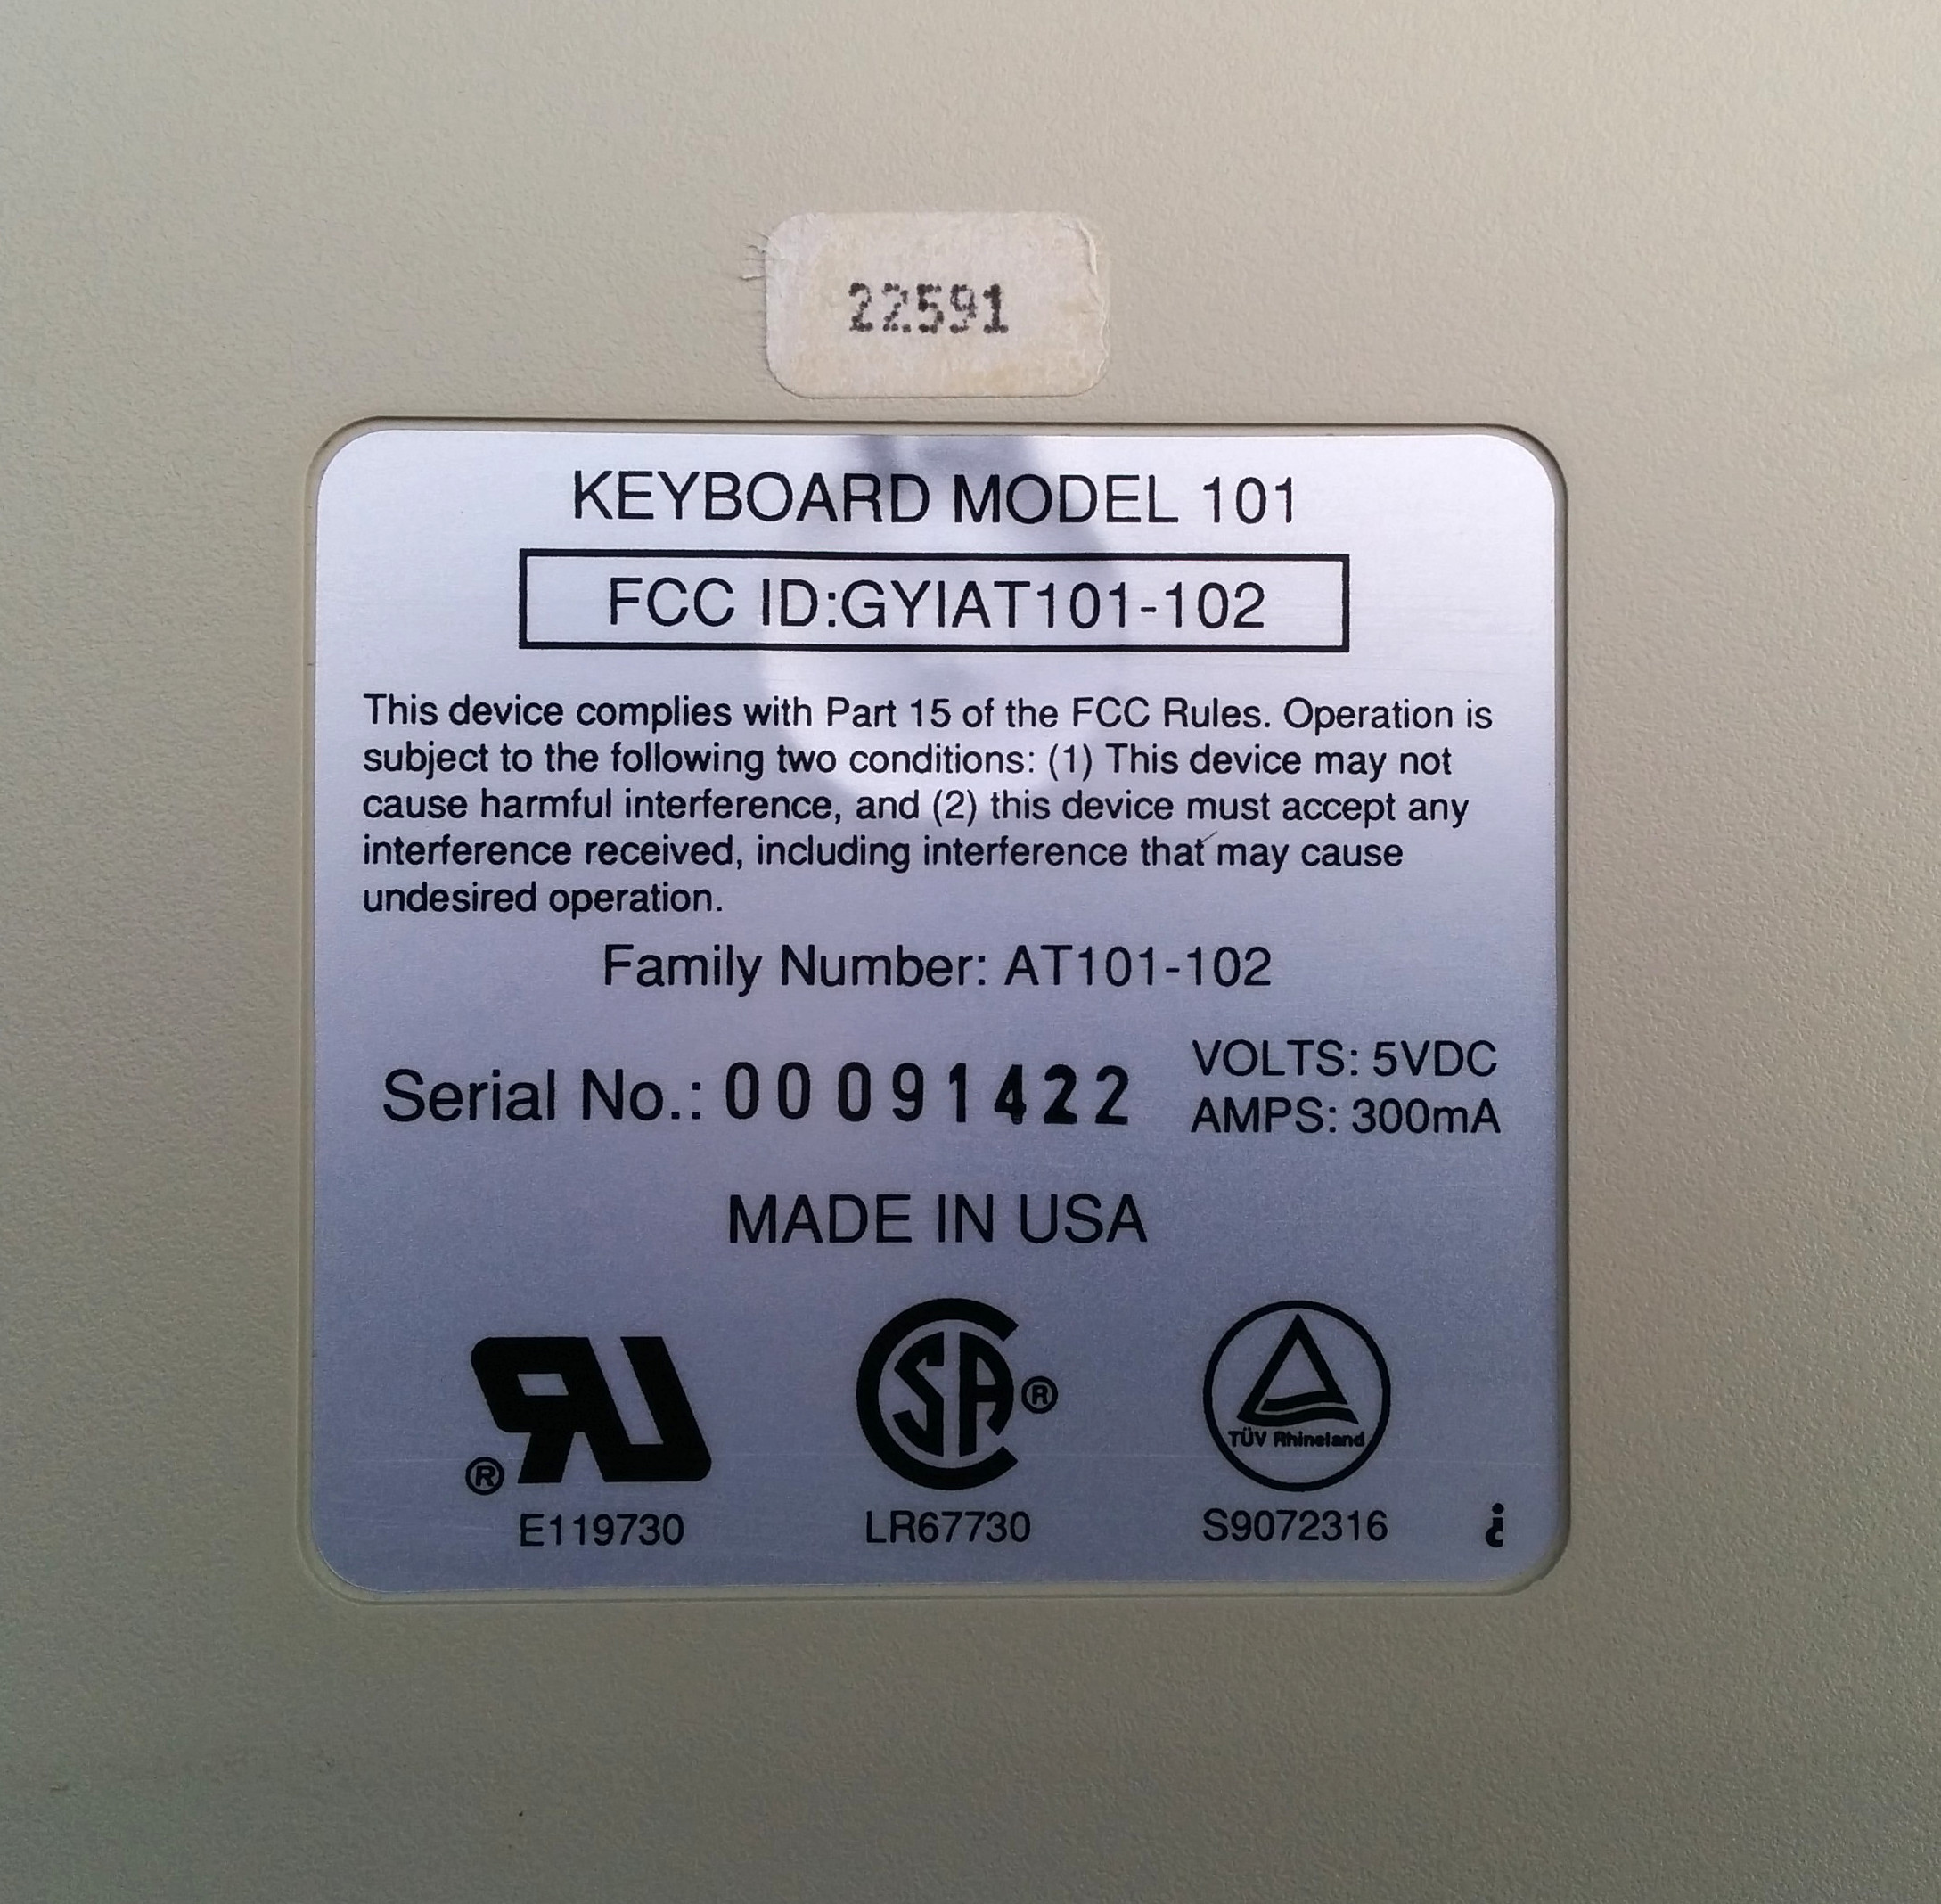 22591
KEYBOARD MODEL 101
FCC ID:GYIAT101-102
This device complies with Part 15 of the FCC Rules. Operation is
subject to the following two conditions: (1) This device may not
cause harmful interference, and (2) this device must accept any
interference received, including interference that may cause
undesired operation.
Family Number: AT101-102
Serial No.: 00091422
VOLTS: 5VDC
AMPS: 300mA
MADE IN USA
RU ®
CSA ®
TÜV Rhineland
E119730 LR67730 S9072316